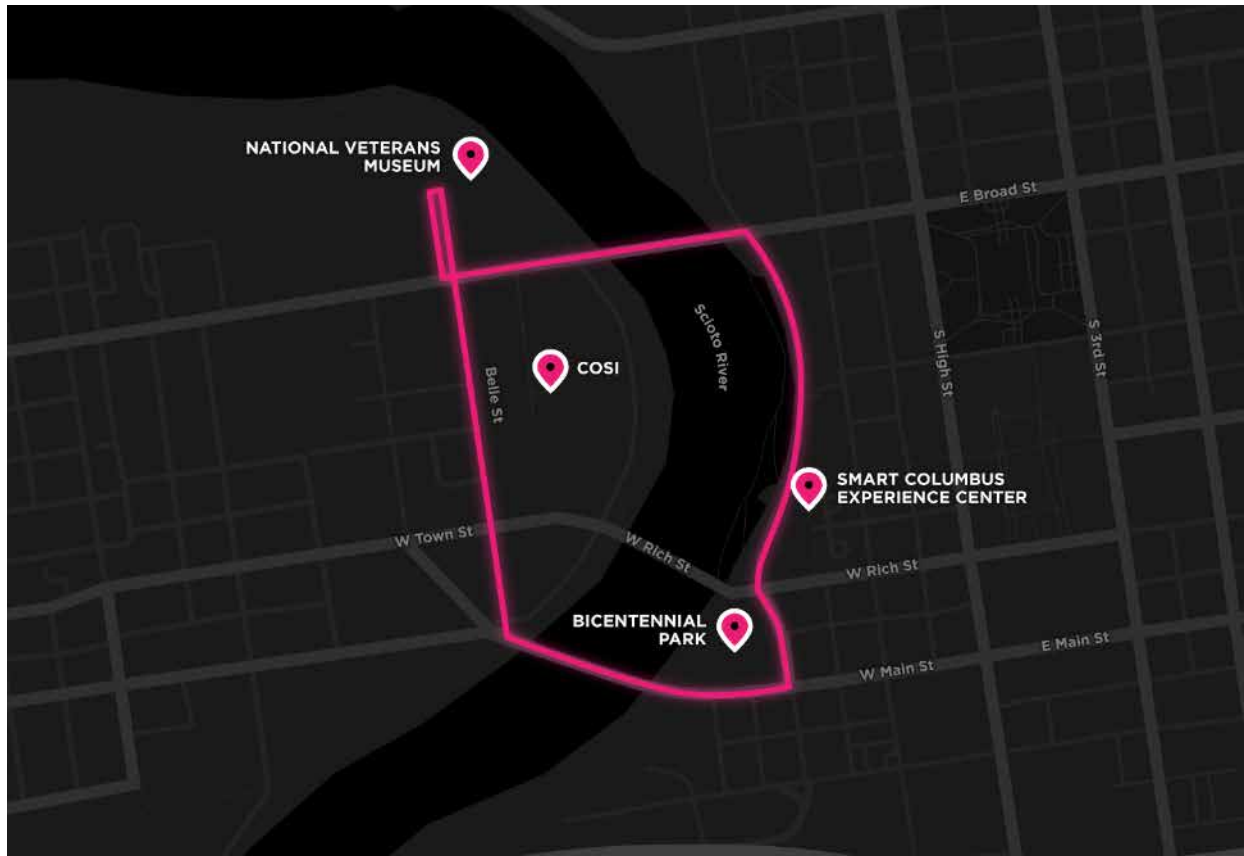 NATIONAL VETERANS
MUSEUM
E Broad St
Scioto River
S High St
S 3rd St
COSI
Belle St
SMART COLUMBUS
EXPERIENCE CENTER
W Town St
W Rich St
W Rich St
BICENTENNIAL
PARK
E Main St
W Main St